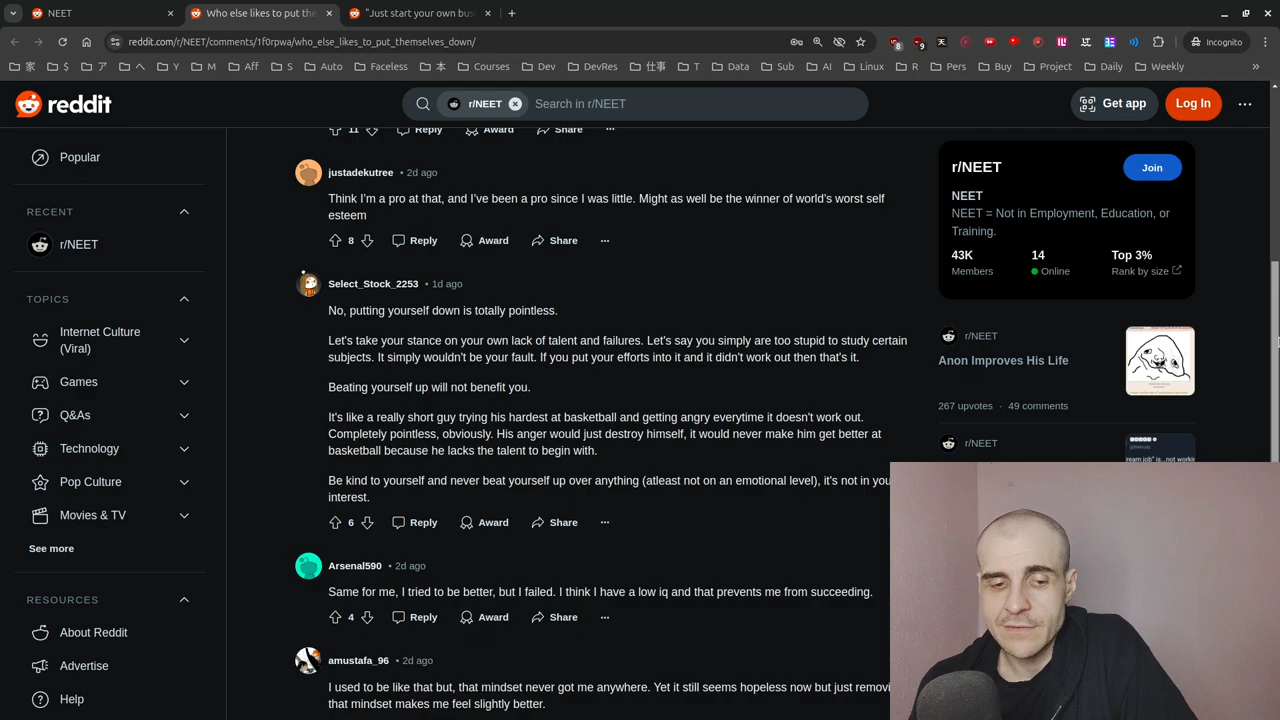 NEET
Who else likes to put the
"Just start your own bus
reddit.com/r/NEET/comments/1f0rpwa/who_else_likes_to_put_themselves_down/
8
9
Incognito
家
$
ア
へ
Y
M
Aff
S
Auto
Faceless
本
Courses
Dev
DevRes
仕事
T
Data
Sub
AI
Linux
R
Pers
Buy
Project
Daily
Weekly
reddit
r/NEET
Search in r/NEET
Get app
Log In
Popular
RECENT
r/NEET
TOPICS
Internet Culture
(Viral)
Games
Q&As
Technology
Pop Culture
Movies & TV
See more
RESOURCES
About Reddit
Advertise
Help
11 Reply Award Share
justadekutree • 2d ago
Think I'm a pro at that, and I've been a pro since I was little. Might as well be the winner of world's worst self
esteem
8 Reply Award Share
Select_Stock_2253 • 1d ago
No, putting yourself down is totally pointless.
Let's take your stance on your own lack of talent and failures. Let's say you simply are too stupid to study certain
subjects. It simply wouldn't be your fault. If you put your efforts into it and it didn't work out then that's it.
Beating yourself up will not benefit you.
It's like a really short guy trying his hardest at basketball and getting angry everytime it doesn't work out.
Completely pointless, obviously. His anger would just destroy himself, it would never make him get better at
basketball because he lacks the talent to begin with.
Be kind to yourself and never beat yourself up over anything (atleast not on an emotional level), it's not in you
interest.
6 Reply Award Share
Arsenal590 • 2d ago
Same for me, I tried to be better, but I failed. I think I have a low iq and that prevents me from succeeding.
4 Reply Award Share
amustafa_96 • 2d ago
I used to be like that but, that mindset never got me anywhere. Yet it still seems hopeless now but just removi
that mindset makes me feel slightly better.
r/NEET
Join
NEET
NEET = Not in Employment, Education, or
Training.
43K 14 Top 3%
Members Online Rank by size
r/NEET
Anon Improves His Life
267 upvotes • 49 comments
r/NEET
ream job" is...not workin